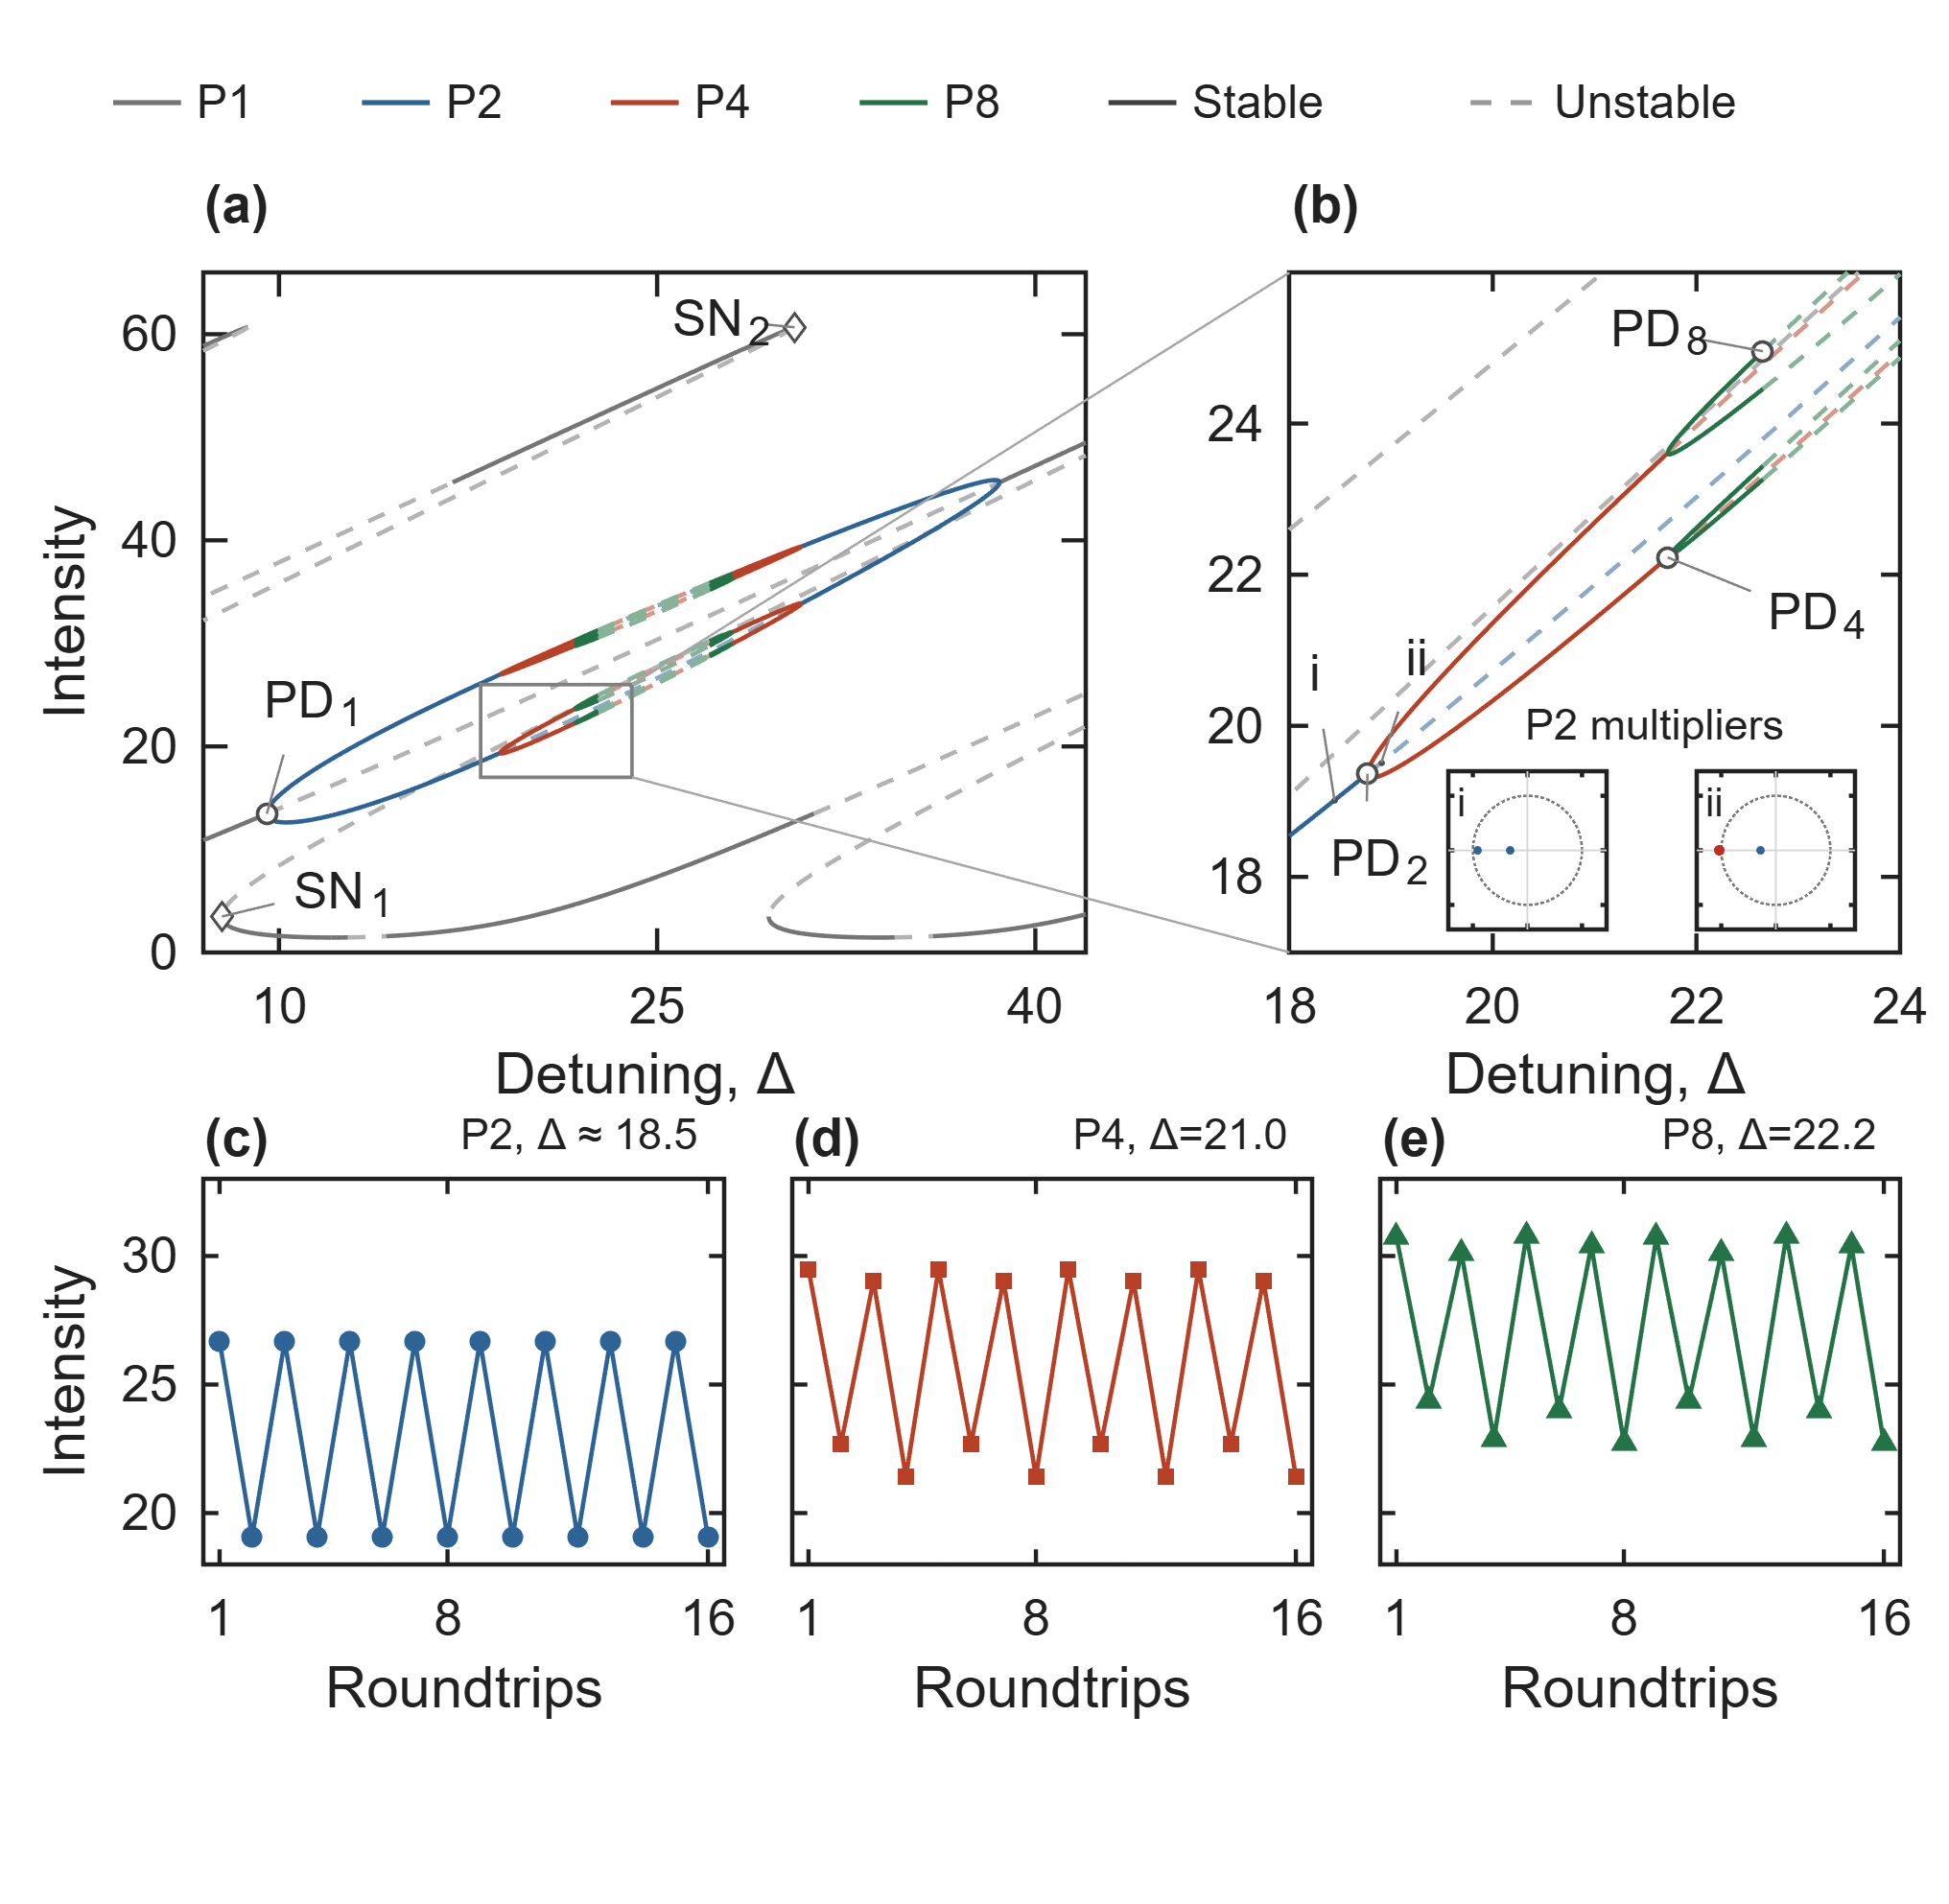 P1 P2 P4 P8 Stable Unstable
(a)
Intensity
60
40
20
0
SN2
PD1
SN1
10 25 40
Detuning, Δ
(b)
24
22
20
18
PD8
PD4
i
ii
P2 multipliers
PD2
i
ii
18 20 22 24
Detuning, Δ
(c) P2, Δ ≈ 18.5
Intensity
30
25
20
1 8 16
Roundtrips
(d) P4, Δ=21.0
1 8 16
Roundtrips
(e) P8, Δ=22.2
1 8 16
Roundtrips